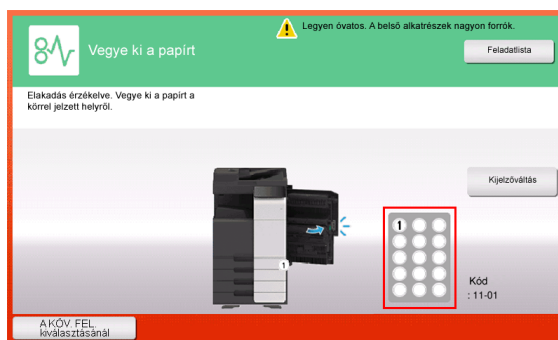 Legyen óvatos. A belső alkatrészek nagyon forrók.
Vegye ki a papírt
Feladatlista
Elakadás érzékelve. Vegye ki a papírt a
körrel jelzett helyről.
Kijelzőváltás
1
1
Kód
: 11-01
A KÖV. FEL.
kiválasztásánál